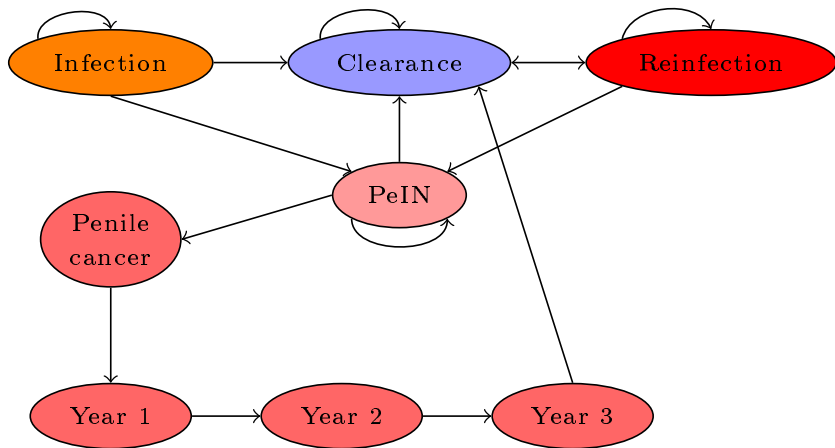 Infection
Clearance
Reinfection
PeIN
Penile
cancer
Year 1
Year 2
Year 3